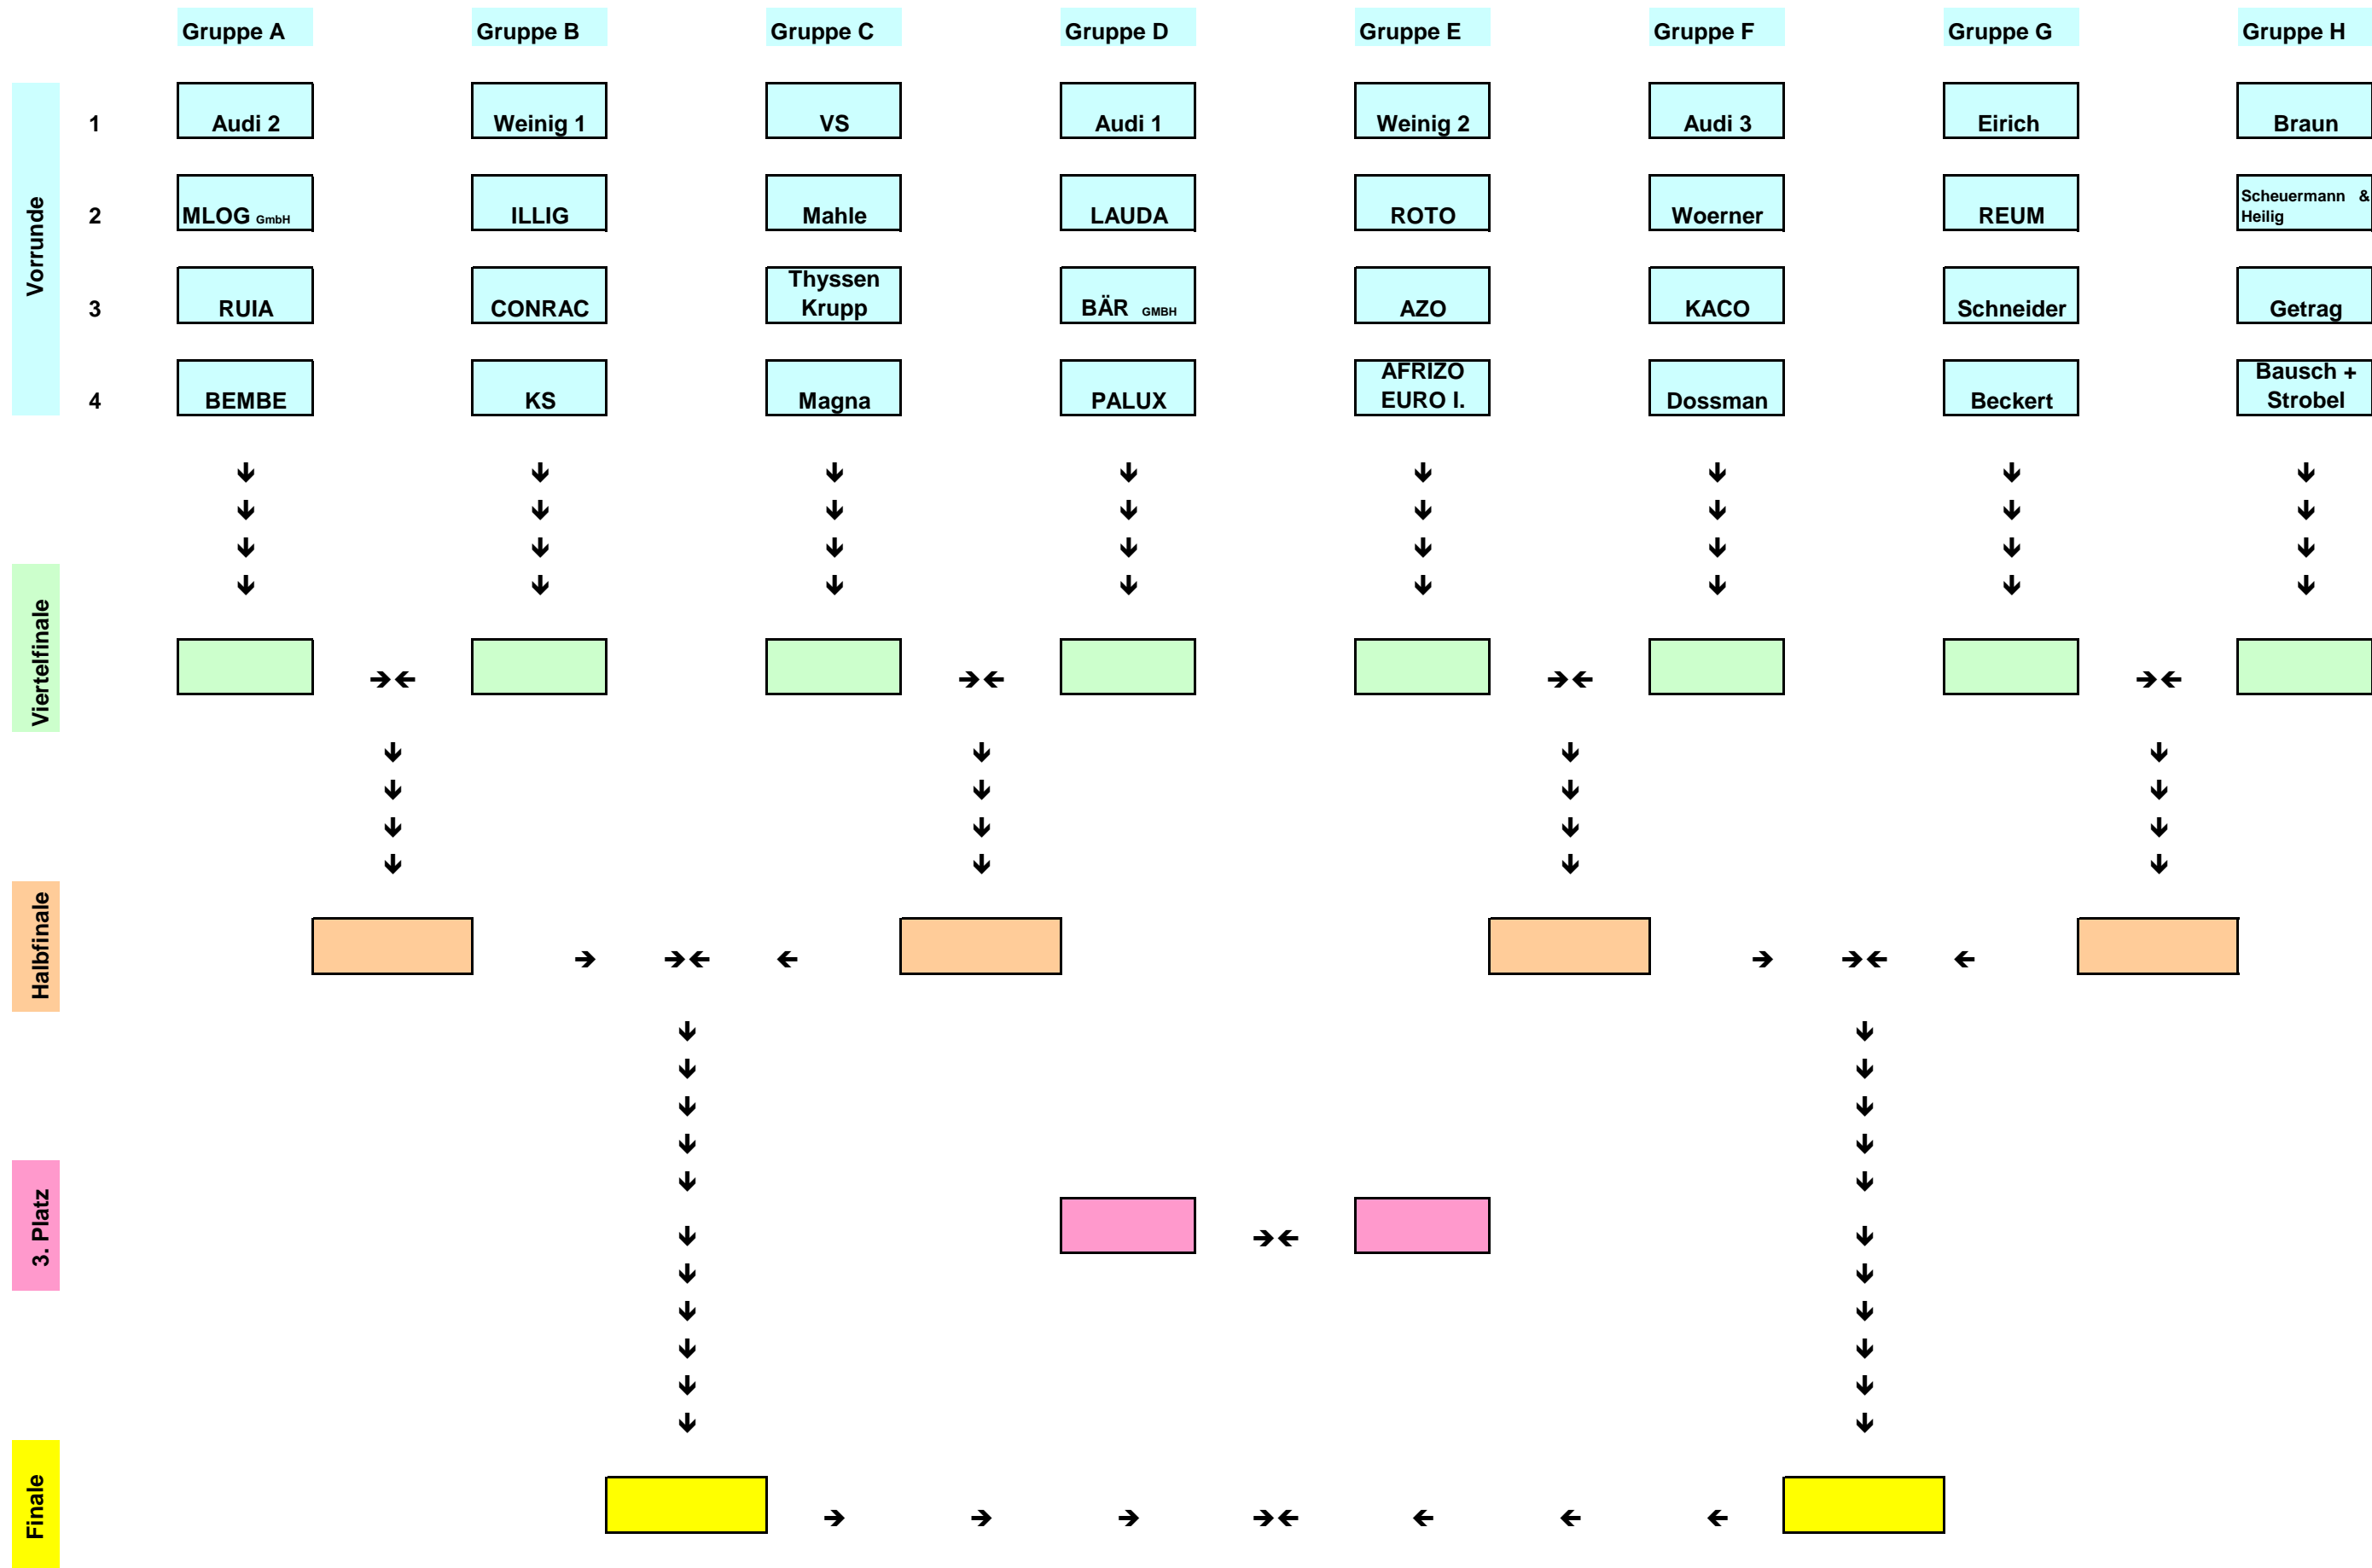 Gruppe A Gruppe B Gruppe C Gruppe D Gruppe E Gruppe F Gruppe G Gruppe H
Vorrunde
1 Audi 2 Weinig 1 VS Audi 1 Weinig 2 Audi 3 Eirich Braun
2 MLOG GmbH ILLIG Mahle LAUDA ROTO Woerner REUM Scheuermann &
Heilig
3 RUIA CONRAC Thyssen
Krupp BÄR GMBH AZO KACO Schneider Getrag
4 BEMBE KS Magna PALUX AFRIZO
EURO I. Dossman Beckert Bausch +
Strobel
Viertelfinale
Halbfinale
3. Platz
Finale